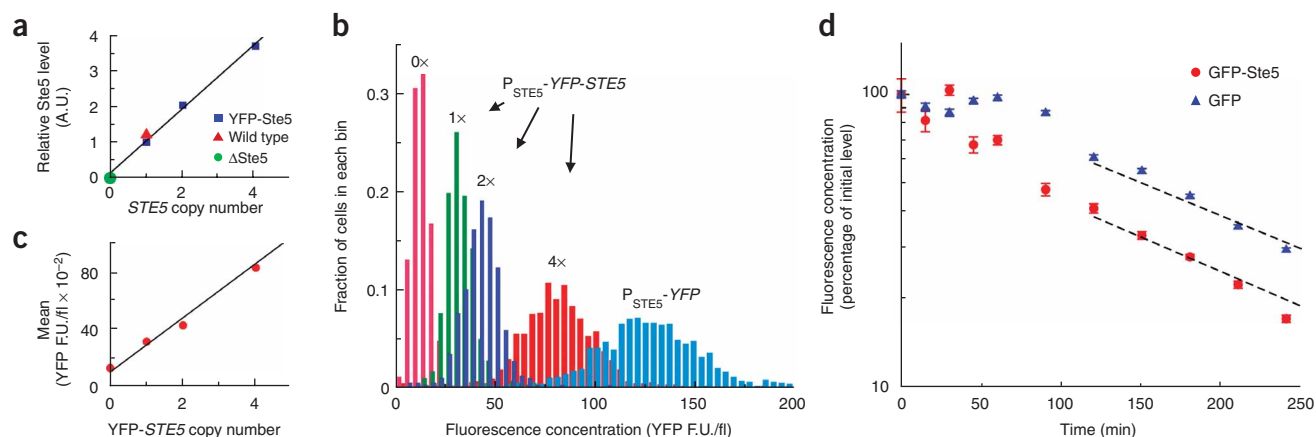 a
Relative Ste5 level
(A.U.)
4
3
2
1
0
0 2 4
STE5 copy number
YFP-Ste5
Wild type
ΔSte5
c
Mean
(YFP F.U./fl × 10⁻²)
80
40
0
0 2 4
YFP-STE5 copy number
b
Fraction of cells in each bin
0.3
0.2
0.1
0
0 50 100 150 200
Fluorescence concentration (YFP F.U./fl)
0×
1×
2×
4×
P_STE5-YFP-STE5
P_STE5-YFP
d
Fluorescence concentration
(percentage of initial level)
100
10
0 50 100 150 200 250
Time (min)
GFP-Ste5
GFP